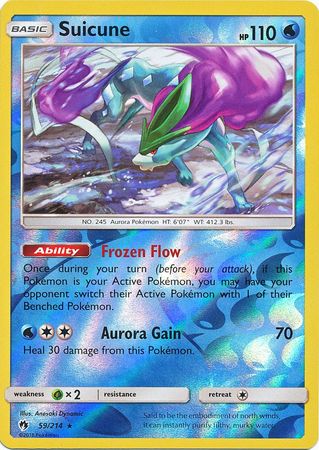 BASIC Suicune HP 110
NO. 245 Aurora Pokémon HT: 6'07" WT: 412.3 lbs.
Ability Frozen Flow
Once during your turn (before your attack), if this
Pokémon is your Active Pokémon, you may have your
opponent switch their Active Pokémon with 1 of their
Benched Pokémon.
Aurora Gain 70
Heal 30 damage from this Pokémon.
weakness ×2 resistance retreat
Illus. Anesaki Dynamic
59/214 ★
©2018 Pokémon
Said to be the embodiment of north winds,
it can instantly purify filthy, murky water.